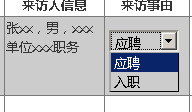 来访人信息 来访事由
张xx，男，xxx 应聘
单位xxx职务 应聘
入职